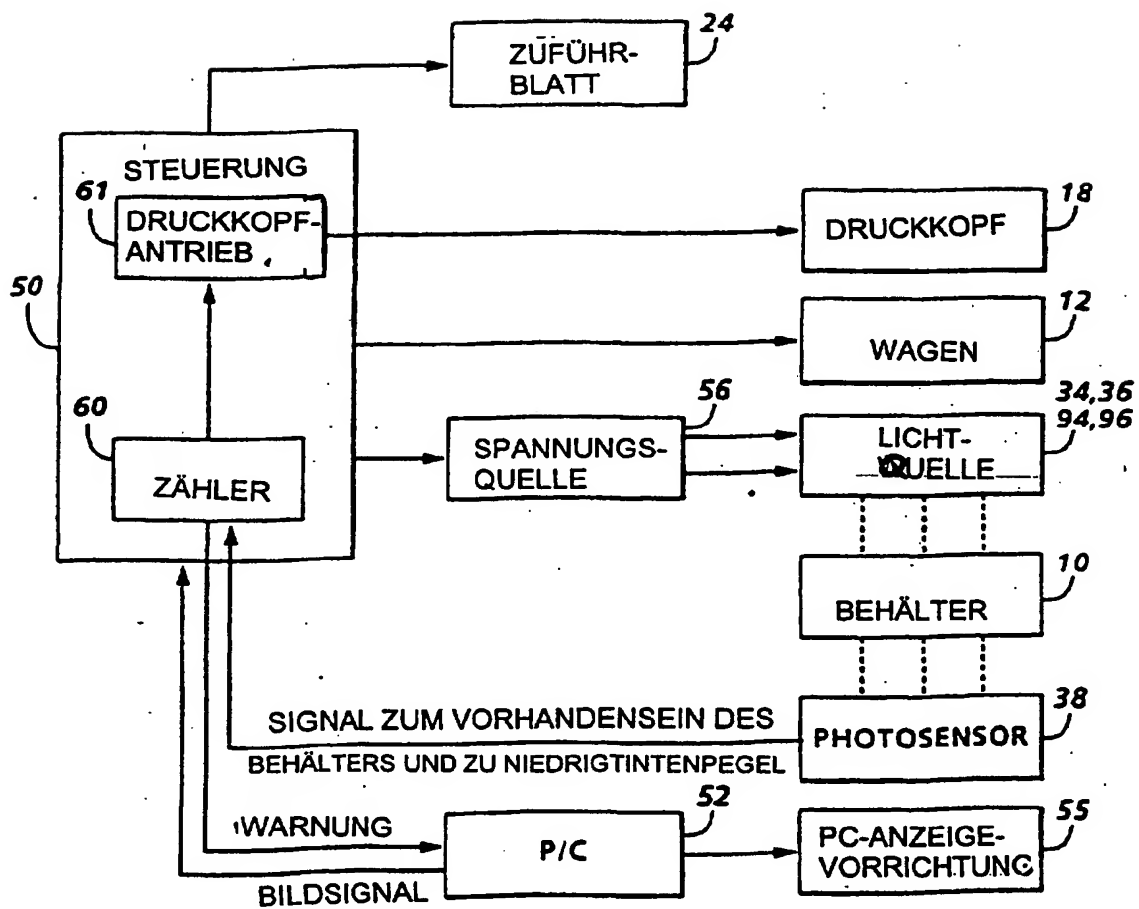 24
ZUFÜHR-
BLATT
STEUERUNG
61
DRUCKKOPF-
ANTRIEB
18
DRUCKKOPF
50
12
WAGEN
60
ZÄHLER
56
SPANNUNGS-
QUELLE
34,36
94,96
LICHT-
QUELLE
10
BEHÄLTER
38
PHOTOSENSOR
SIGNAL ZUM VORHANDENSEIN DES
BEHÄLTERS UND ZU NIEDRIGTINTENPEGEL
WARNUNG
BILDSIGNAL
52
P/C
55
PC-ANZEIGE-
VORRICHTUNG